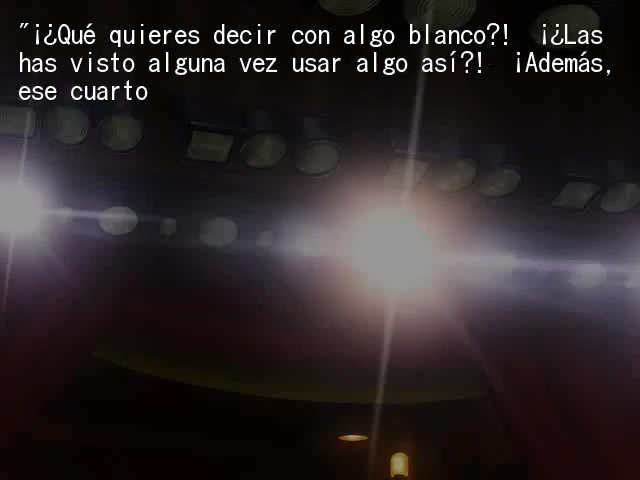 "¡¿Qué quieres decir con algo blanco?!  ¡¿Las
has visto alguna vez usar algo así?!  ¡Además,
ese cuarto